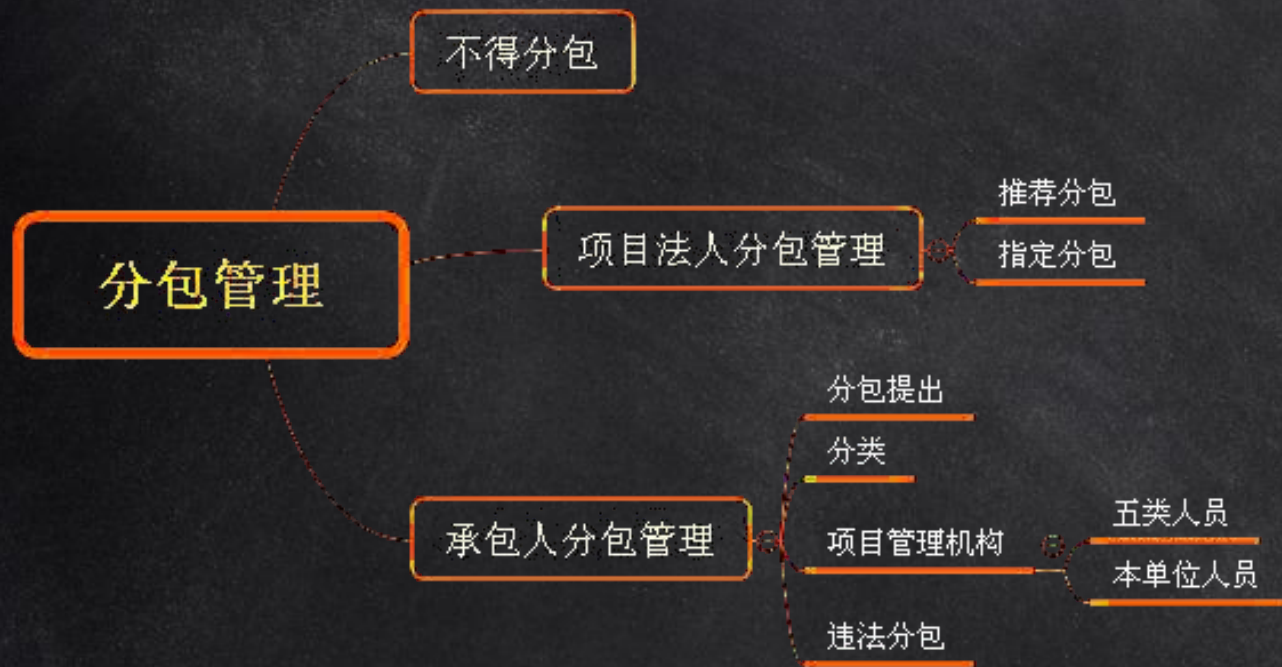 不得分包
分包管理
项目法人分包管理
推荐分包
指定分包
承包人分包管理
分包提出
分类
项目管理机构
五类人员
本单位人员
违法分包